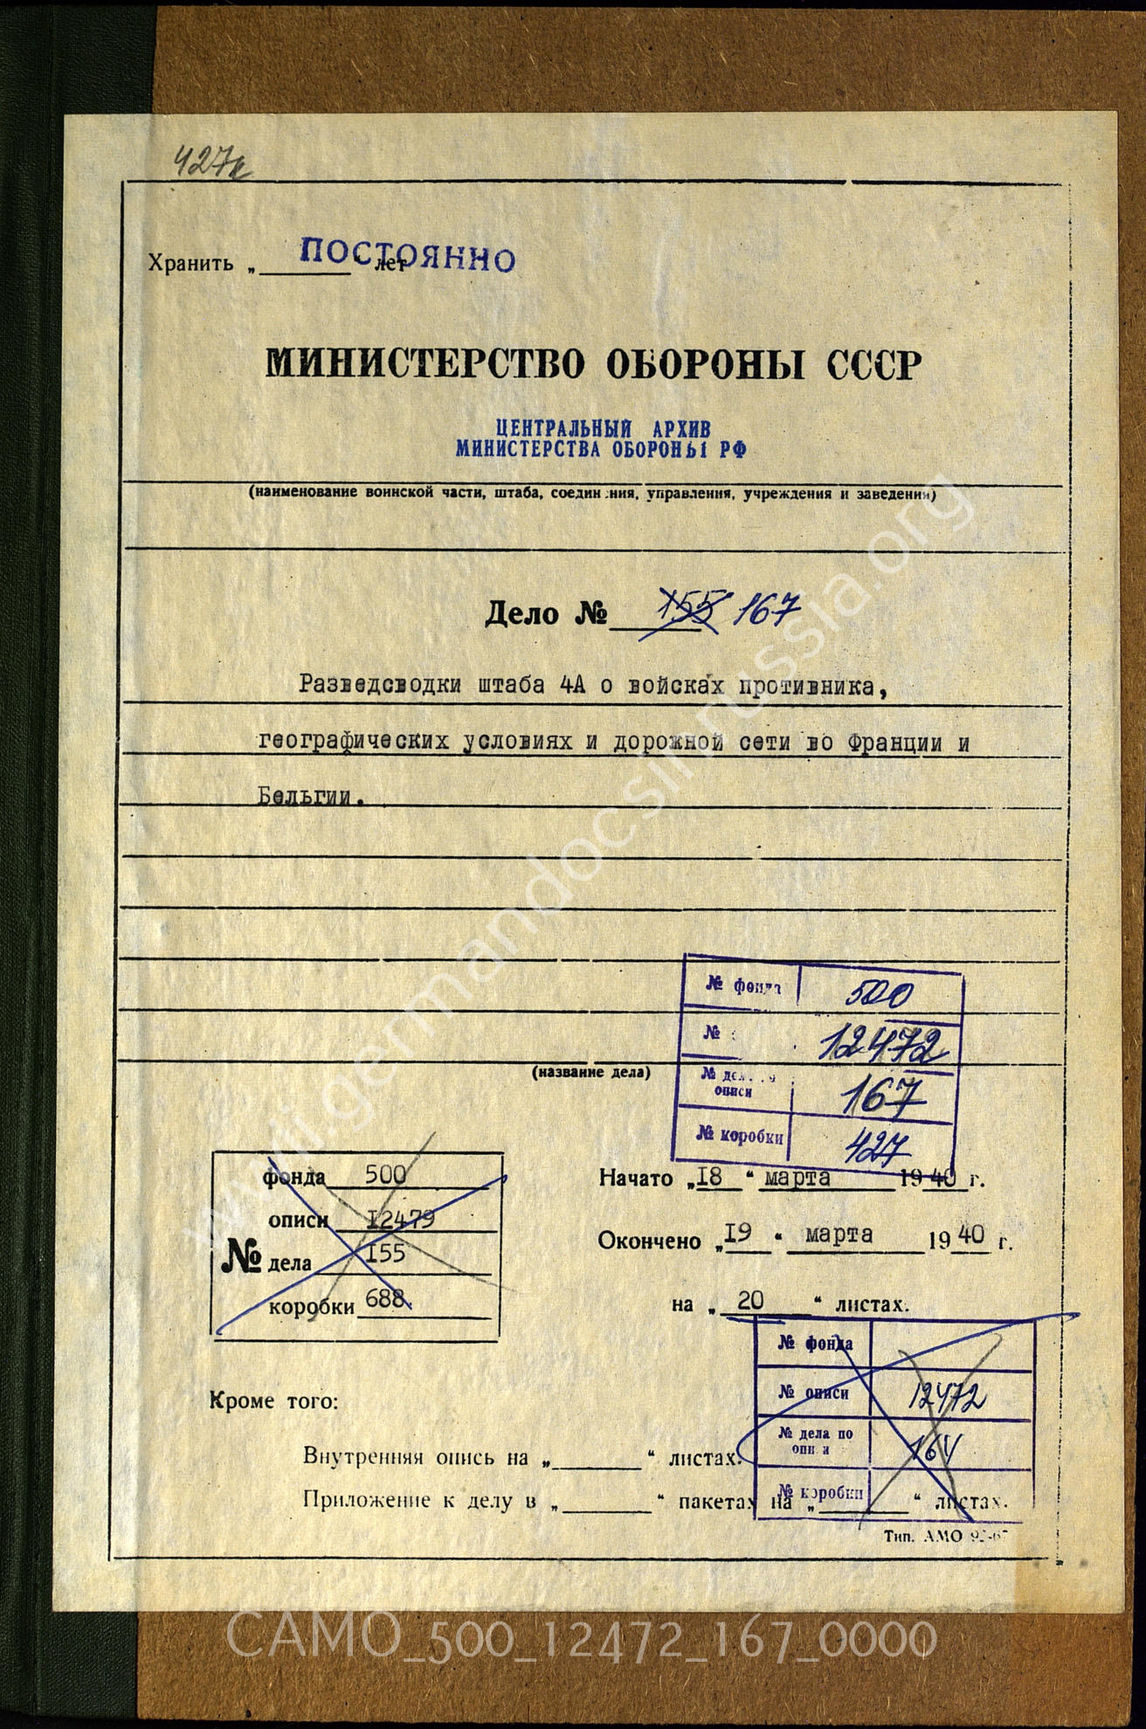 427к
Хранить „ “ лет
ПОСТОЯННО
МИНИСТЕРСТВО ОБОРОНЫ СССР
ЦЕНТРАЛЬНЫЙ АРХИВ
МИНИСТЕРСТВА ОБОРОНЫ РФ
(наименование воинской части, штаба, соединения, управления, учреждения и заведения)
Дело № 155 167
Разведсводки штаба 4А о войсках противника,
географических условиях и дорожной сети во Франции и
Бельгии.
(название дела)
№ фонда 500
№ 12472
№ дела по описи 167
№ коробки 427
фонда 500
описи 12479
№ дела 155
коробки 688
Начато „18“ марта 1940 г.
Окончено „19“ марта 1940 г.
на „20“ листах.
№ фонда
№ описи 12472
№ дела по описи 164
№ коробки
Кроме того:
Внутренняя опись на „ “ листах.
Приложение к делу в „ “ пакетах на „ “ листах.
Тип. АМО
www.germandocsinrussia.org
CAMO_500_12472_167_0000